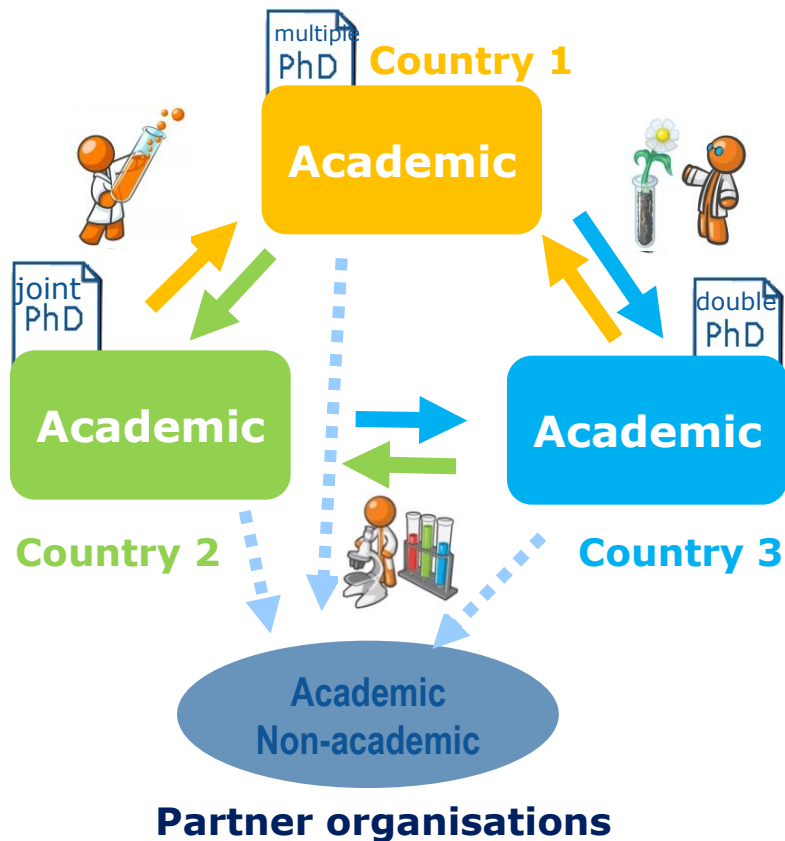 multiple
PhD
Country 1
Academic
joint
PhD
double
PhD
Academic
Academic
Country 2
Country 3
Academic
Non-academic
Partner organisations